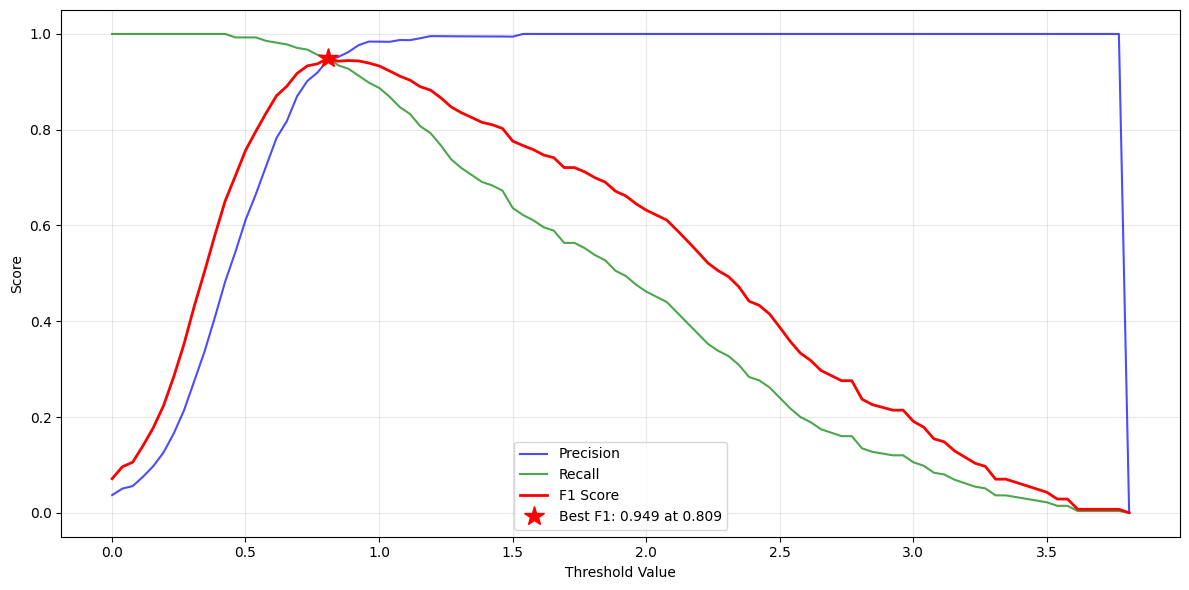 1.0
0.8
0.6
0.4
0.2
0.0
Score
Precision
Recall
F1 Score
Best F1: 0.949 at 0.809
0.0 0.5 1.0 1.5 2.0 2.5 3.0 3.5
Threshold Value